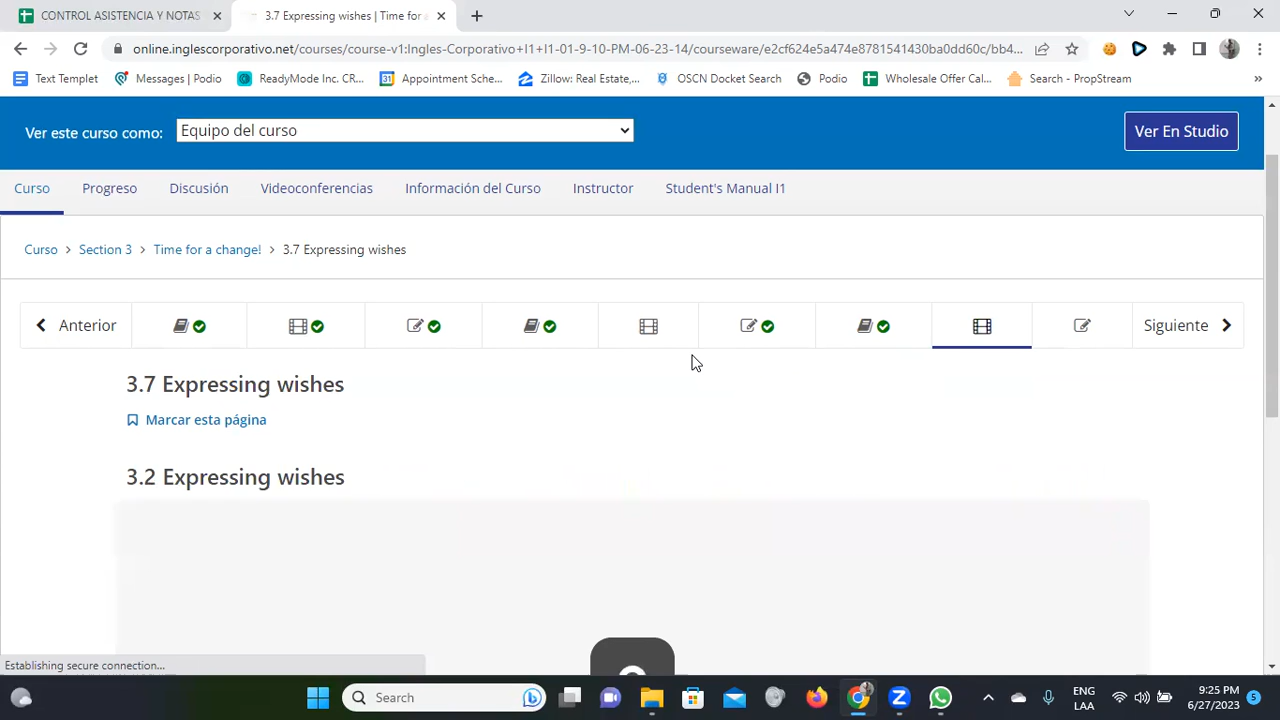 CONTROL ASISTENCIA Y NOTAS
3.7 Expressing wishes | Time for a
online.inglescorporativo.net/courses/course-v1:Ingles-Corporativo+I1+I1-01-9-10-PM-06-23-14/courseware/e2cf624e5a474e8781541430ba0dd60c/bb4...
Text Templet Messages | Podio ReadyMode Inc. CR... Appointment Sche... Zillow: Real Estate,... OSCN Docket Search Podio Wholesale Offer Cal... Search - PropStream »
Ver este curso como: Equipo del curso Ver En Studio
Curso Progreso Discusión Videoconferencias Información del Curso Instructor Student's Manual I1
Curso > Section 3 > Time for a change! > 3.7 Expressing wishes
Anterior Siguiente
3.7 Expressing wishes
Marcar esta página
3.2 Expressing wishes
Establishing secure connection...
Search
ENG
LAA
9:25 PM
6/27/2023
5